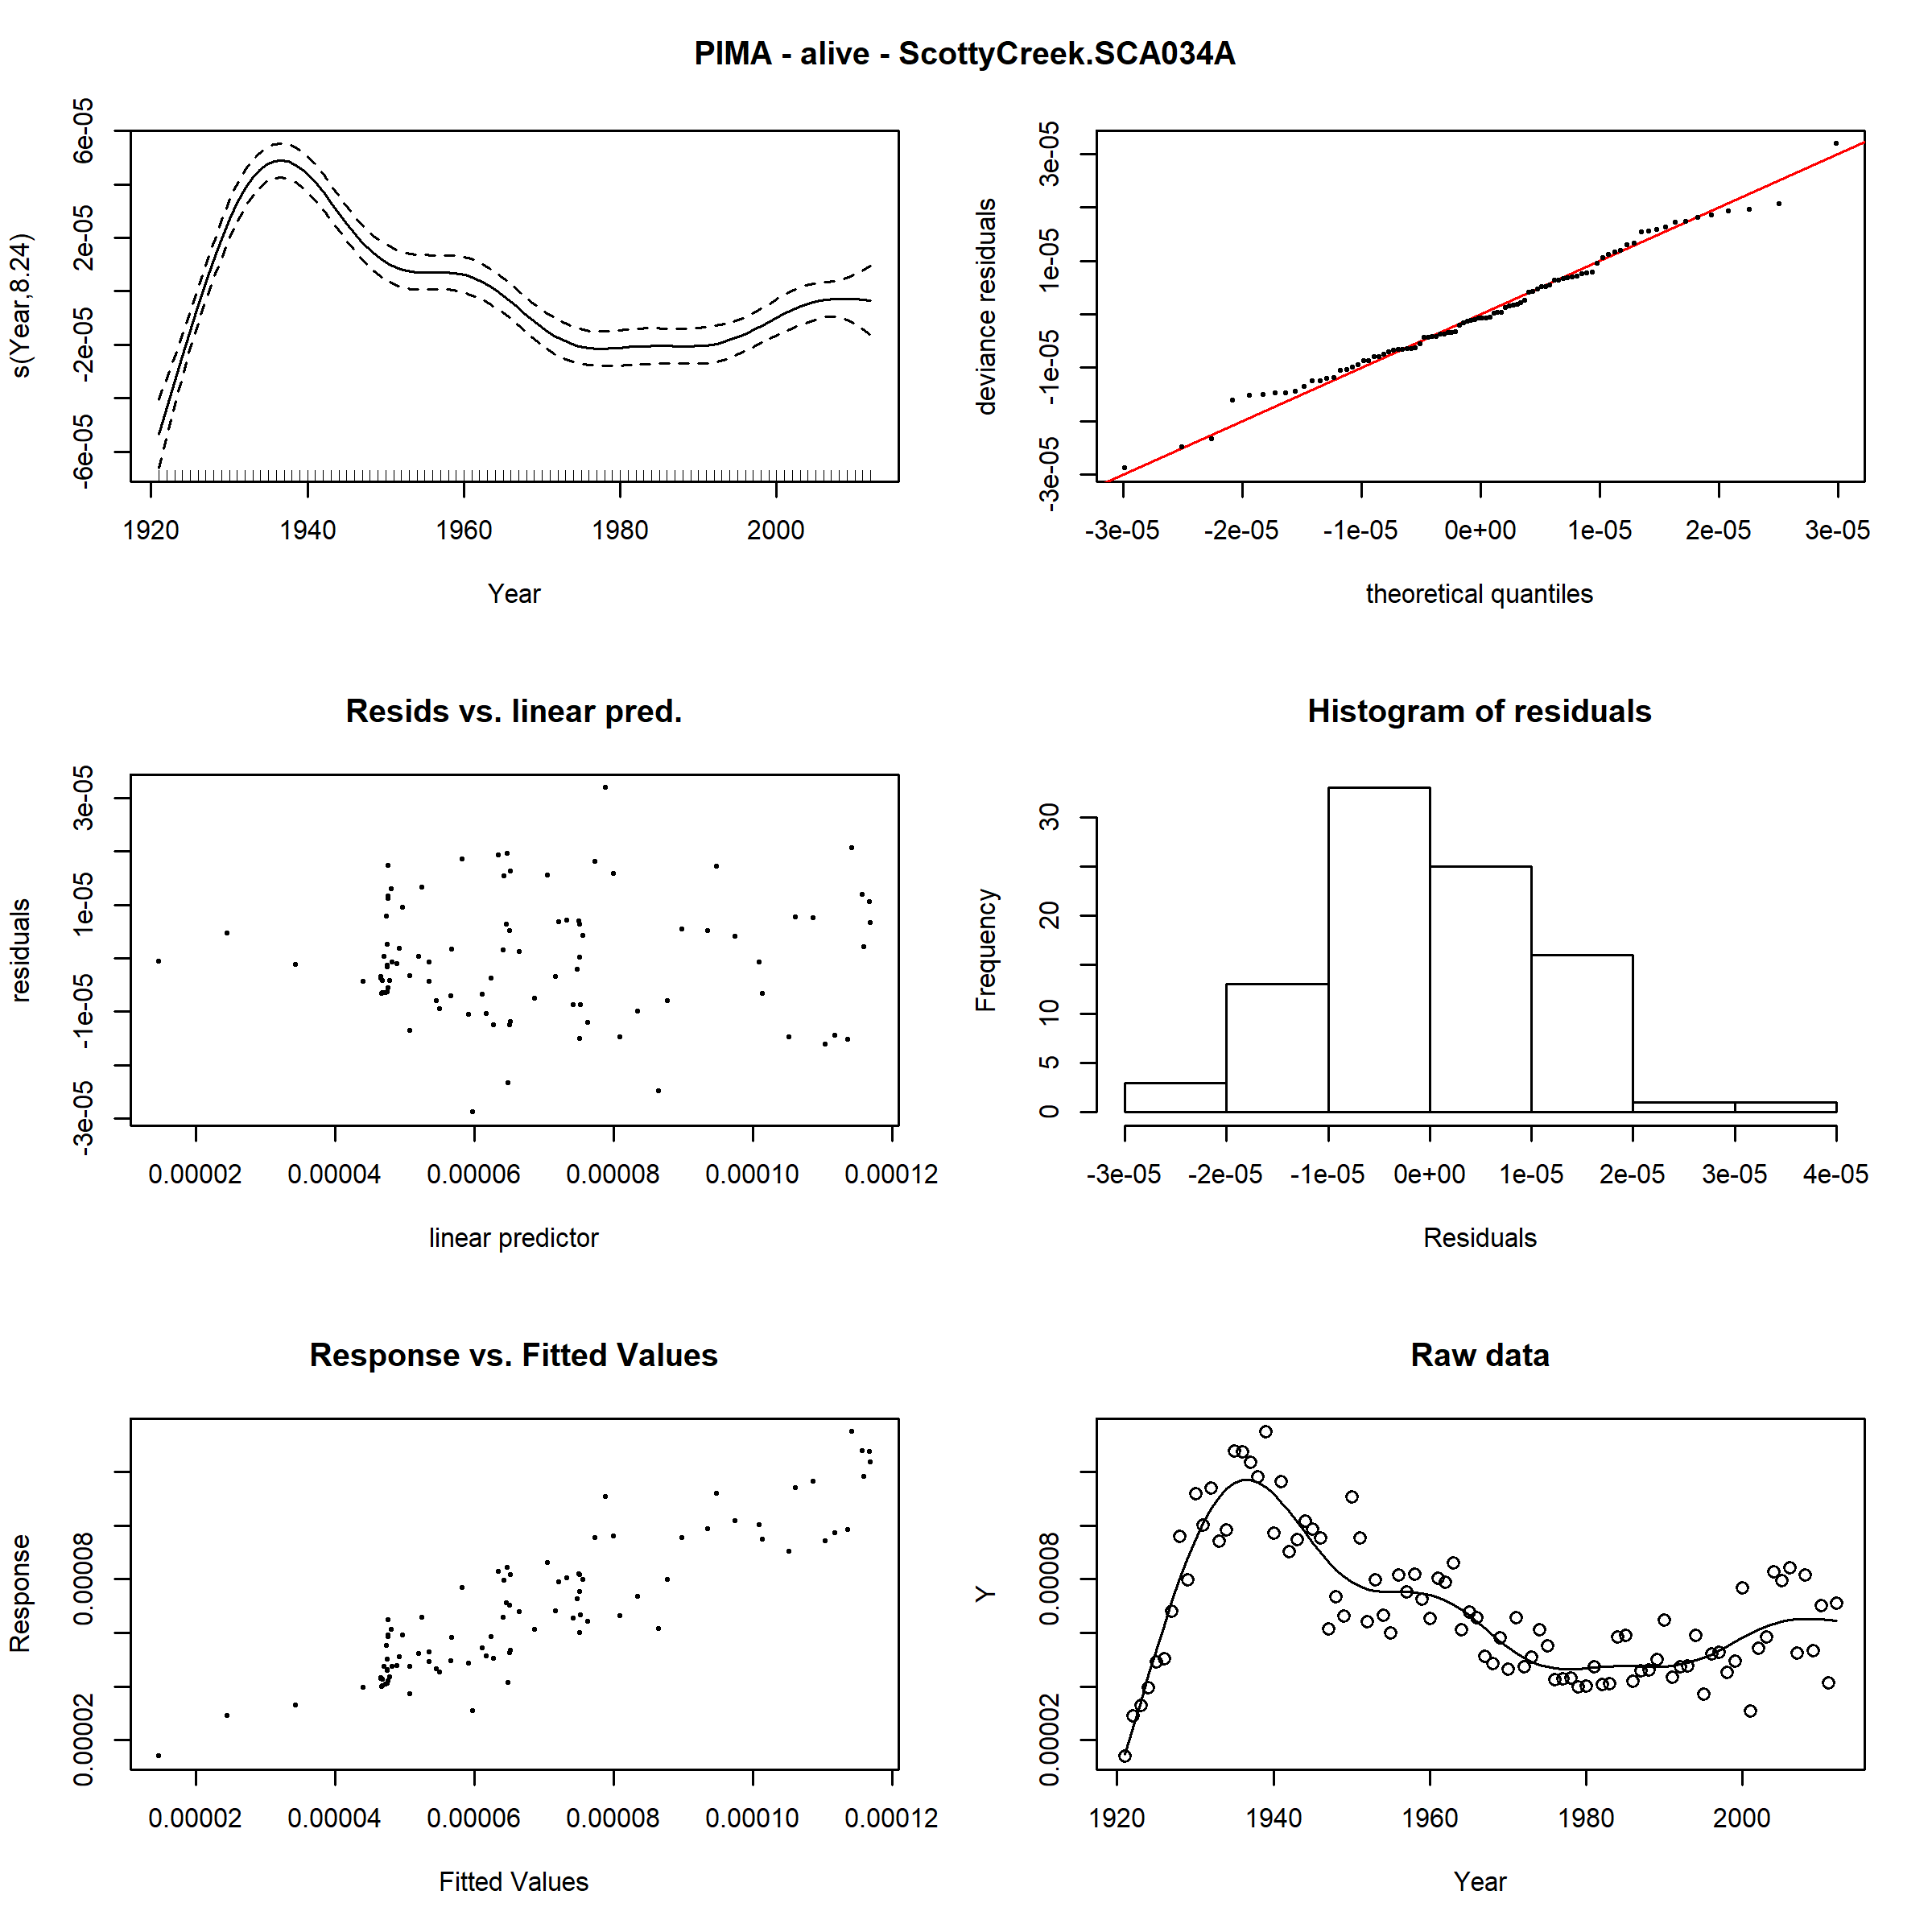 PIMA - alive - ScottyCreek.SCA034A
s(Year,8.24)
-6e-05 -2e-05 2e-05 6e-05
1920 1940 1960 1980 2000
Year
deviance residuals
-3e-05 -1e-05 1e-05 3e-05
-3e-05 -2e-05 -1e-05 0e+00 1e-05 2e-05 3e-05
theoretical quantiles
Resids vs. linear pred.
residuals
-3e-05 -1e-05 1e-05 3e-05
0.00002 0.00004 0.00006 0.00008 0.00010 0.00012
linear predictor
Histogram of residuals
Frequency
0 5 10 20 30
-3e-05 -2e-05 -1e-05 0e+00 1e-05 2e-05 3e-05 4e-05
Residuals
Response vs. Fitted Values
Response
0.00002 0.00008
0.00002 0.00004 0.00006 0.00008 0.00010 0.00012
Fitted Values
Raw data
Y
0.00002 0.00008
1920 1940 1960 1980 2000
Year